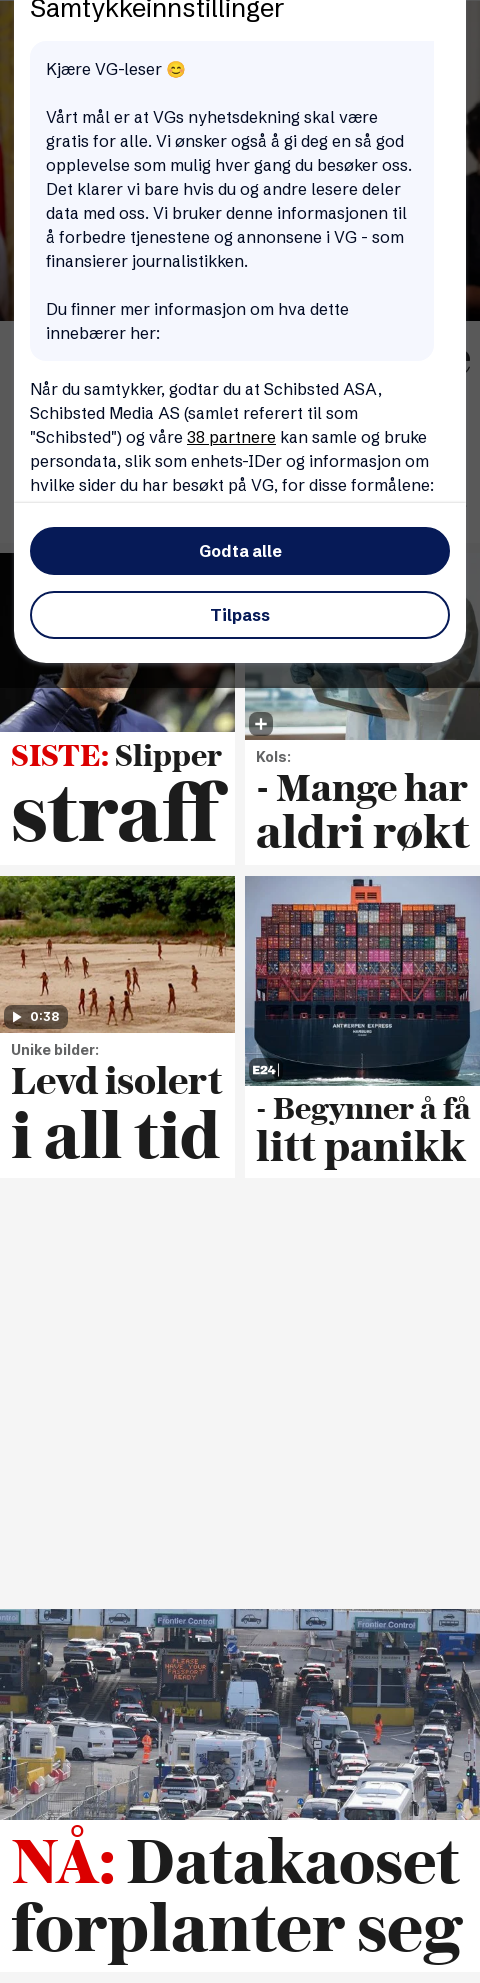 Samtykkeinnstillinger
Kjære VG-leser 😊
Vårt mål er at VGs nyhetsdekning skal være
gratis for alle. Vi ønsker også å gi deg en så god
opplevelse som mulig hver gang du besøker oss.
Det klarer vi bare hvis du og andre lesere deler
data med oss. Vi bruker denne informasjonen til
å forbedre tjenestene og annonsene i VG - som
finansierer journalistikken.
Du finner mer informasjon om hva dette
innebærer her:
Når du samtykker, godtar du at Schibsted ASA,
Schibsted Media AS (samlet referert til som
"Schibsted") og våre 38 partnere kan samle og bruke
persondata, slik som enhets-IDer og informasjon om
hvilke sider du har besøkt på VG, for disse formålene:
Godta alle
Tilpass
SISTE: Slipper
straff
Kols:
- Mange har
aldri røkt
0:38
Unike bilder:
Levd isolert
i all tid
ANTWERPEN EXPRESS
HAMBURG
E24
- Begynner å få
litt panikk
Control
Frontier Control
Frontier Control
PLEASE
HAVE YOUR
PASSPORT
READY
NÅ: Datakaoset
forplanter seg